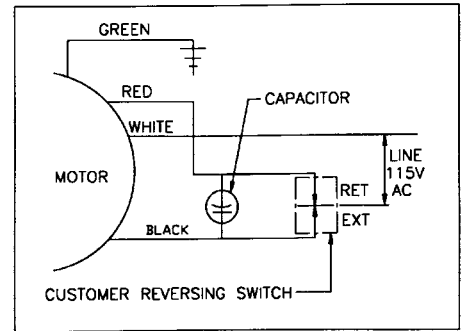 GREEN
RED
CAPACITOR
WHITE
LINE
115V
AC
MOTOR
RET
EXT
BLACK
CUSTOMER REVERSING SWITCH